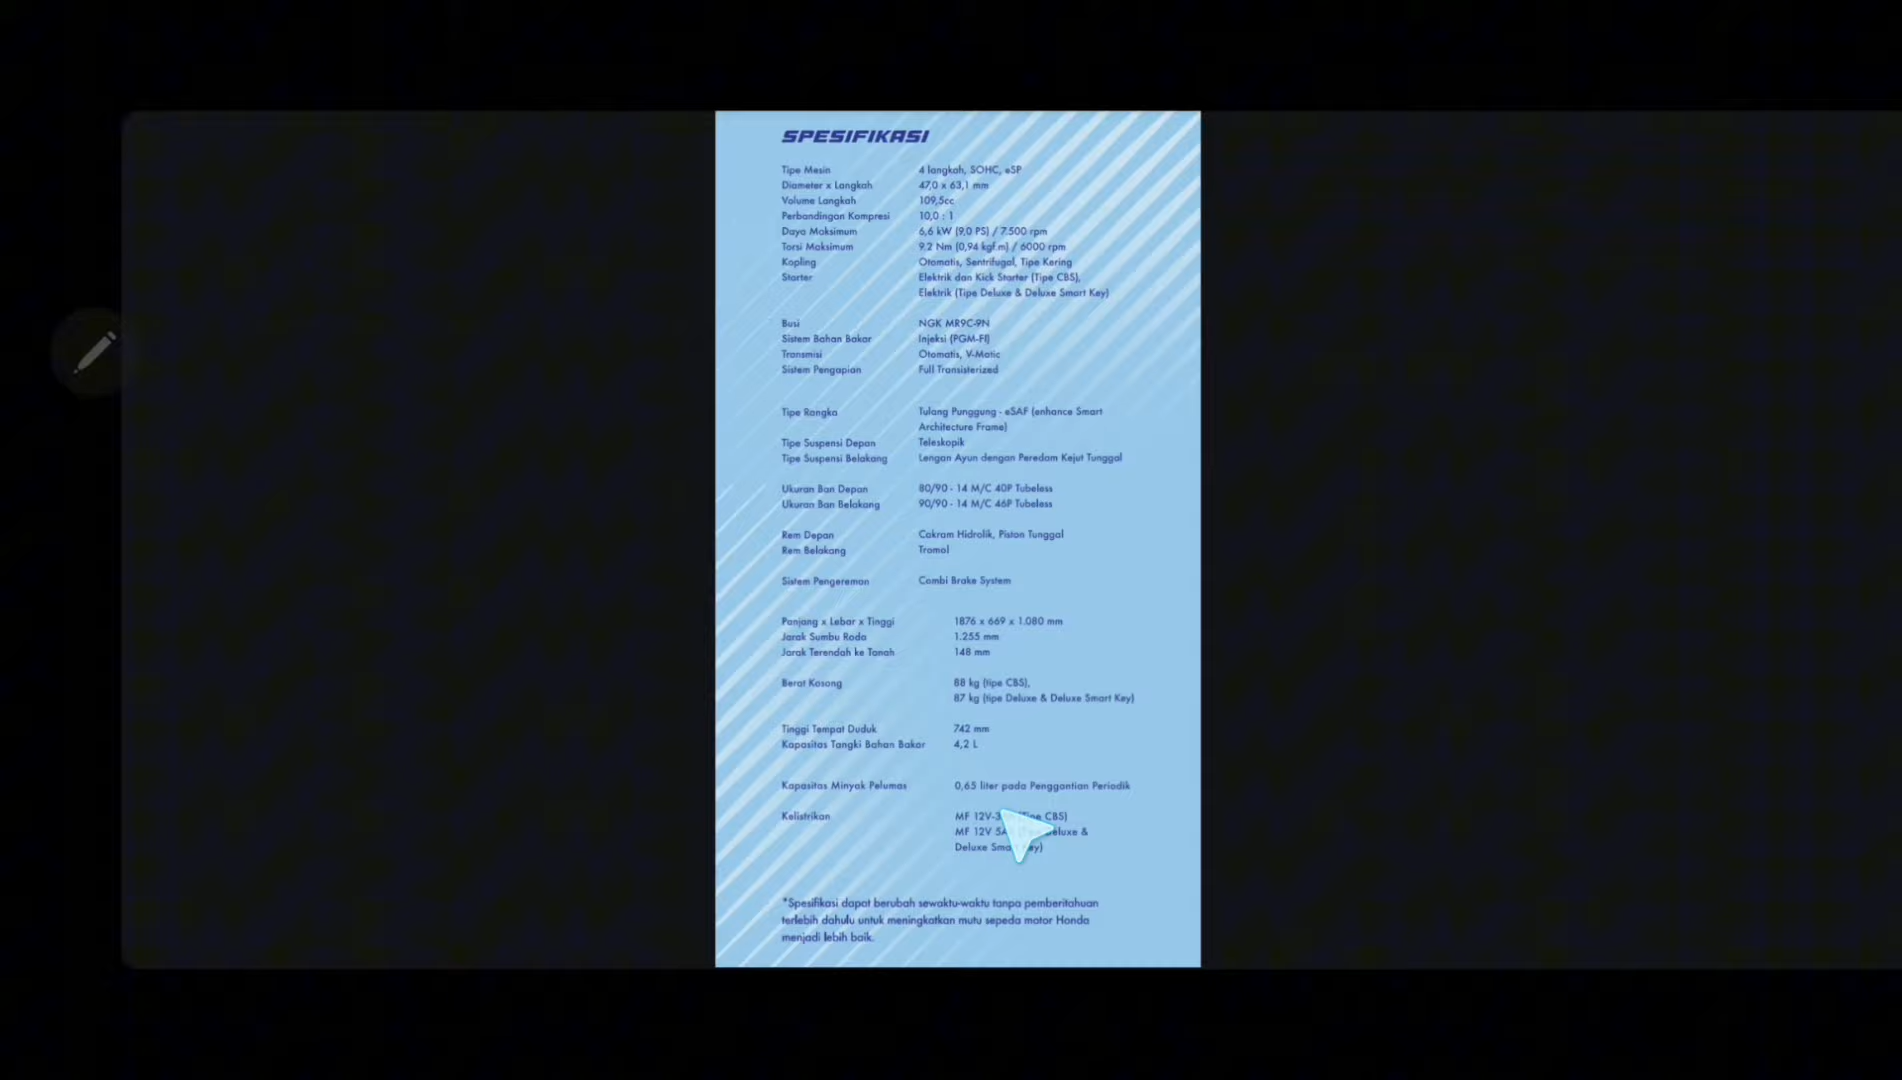 SPESIFIKASI
Tipe Mesin 4 langkah, SOHC, eSP
Diameter x Langkah 47,0 x 63,1 mm
Volume Langkah 109,5cc
Perbandingan Kompresi 10,0 : 1
Daya Maksimum 6,6 kW (9,0 PS) / 7.500 rpm
Torsi Maksimum 9,2 Nm (0,94 kgf.m) / 6000 rpm
Kopling Otomatis, Sentrifugal, Tipe Kering
Starter Elektrik dan Kick Starter (Tipe CBS),
Elektrik (Tipe Deluxe & Deluxe Smart Key)
Busi NGK MR9C-9N
Sistem Bahan Bakar Injeksi (PGM-FI)
Transmisi Otomatis, V-Matic
Sistem Pengapian Full Transisterized
Tipe Rangka Tulang Punggung - eSAF (enhance Smart
Architecture Frame)
Tipe Suspensi Depan Teleskopik
Tipe Suspensi Belakang Lengan Ayun dengan Peredam Kejut Tunggal
Ukuran Ban Depan 80/90 - 14 M/C 40P Tubeless
Ukuran Ban Belakang 90/90 - 14 M/C 46P Tubeless
Rem Depan Cakram Hidrolik, Piston Tunggal
Rem Belakang Tromol
Sistem Pengereman Combi Brake System
Panjang x Lebar x Tinggi 1876 x 669 x 1.080 mm
Jarak Sumbu Roda 1.255 mm
Jarak Terendah ke Tanah 148 mm
Berat Kosong 88 kg (tipe CBS),
87 kg (tipe Deluxe & Deluxe Smart Key)
Tinggi Tempat Duduk 742 mm
Kapasitas Tangki Bahan Bakar 4,2 L
Kapasitas Minyak Pelumas 0,65 liter pada Penggantian Periodik
Kelistrikan MF CBS)
MF 12V &
Deluxe
*Spesifikasi dapat berubah sewaktu-waktu tanpa pemberitahuan
terlebih dahulu untuk meningkatkan mutu sepeda motor Honda
menjadi lebih baik.